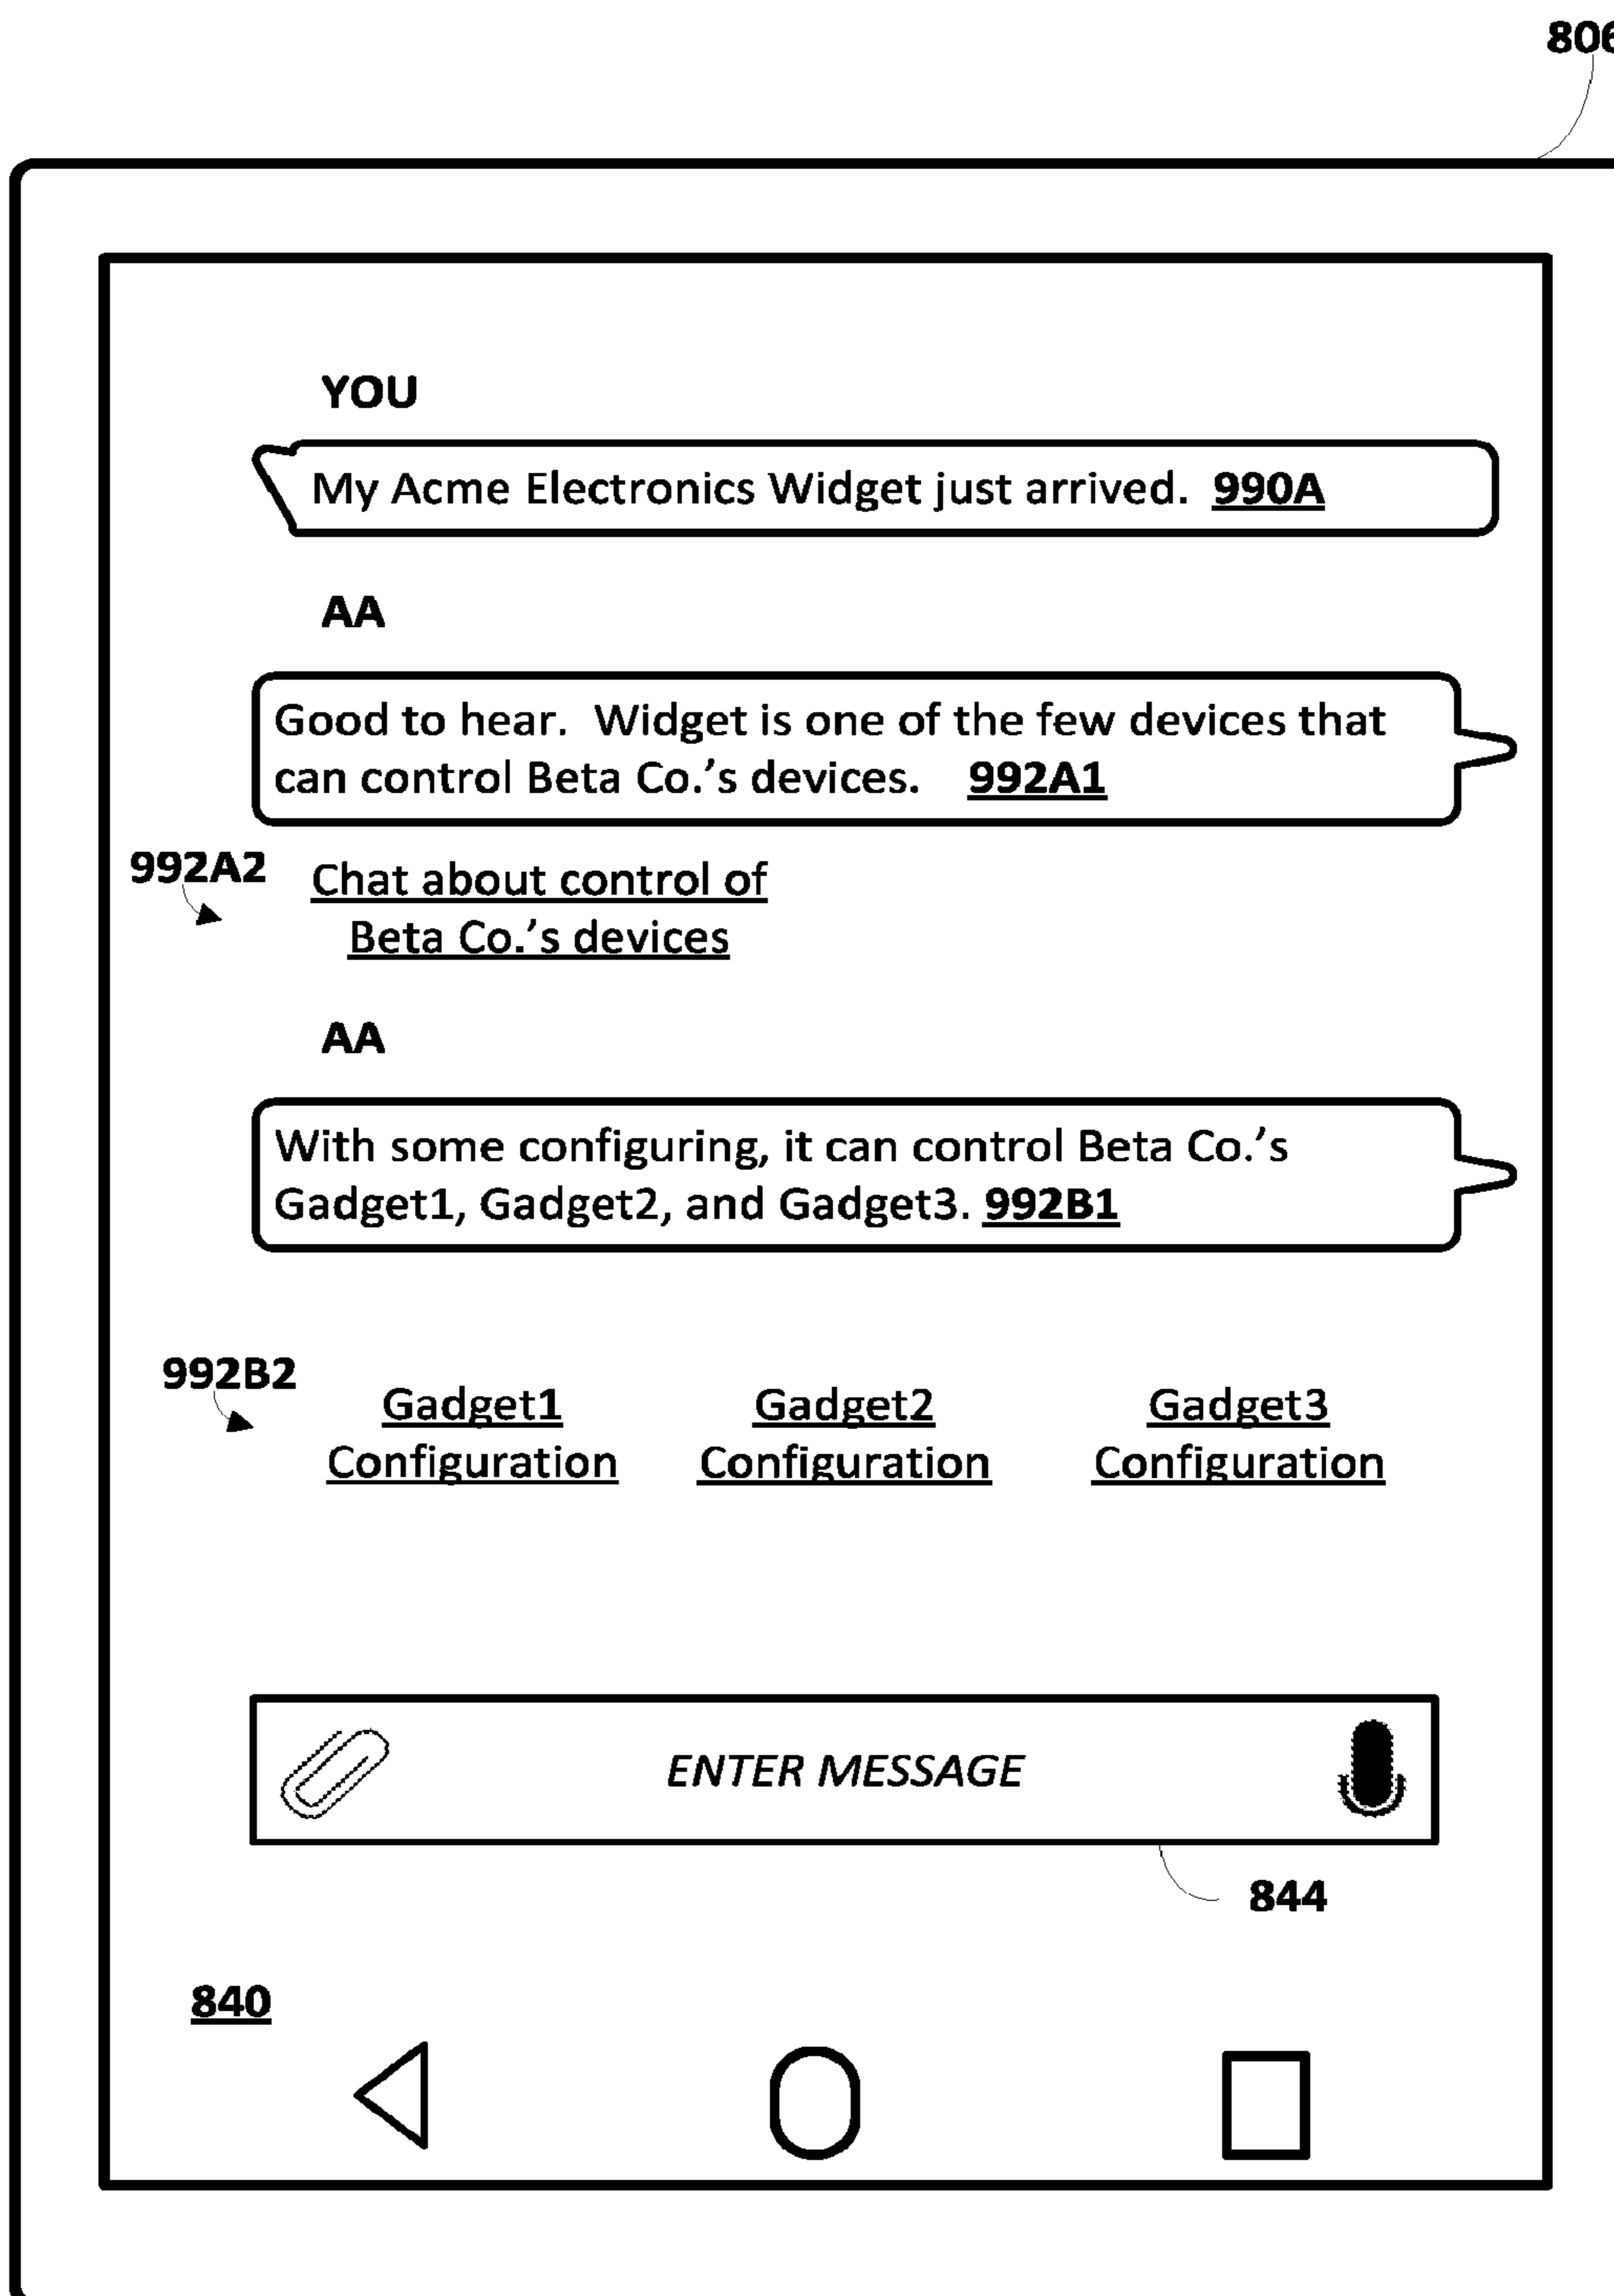 806
YOU
My Acme Electronics Widget just arrived. 990A
AA
Good to hear. Widget is one of the few devices that
can control Beta Co.'s devices. 992A1
992A2
Chat about control of
Beta Co.'s devices
AA
With some configuring, it can control Beta Co.'s
Gadget1, Gadget2, and Gadget3. 992B1
992B2
Gadget1 Gadget2 Gadget3
Configuration Configuration Configuration
ENTER MESSAGE
844
840